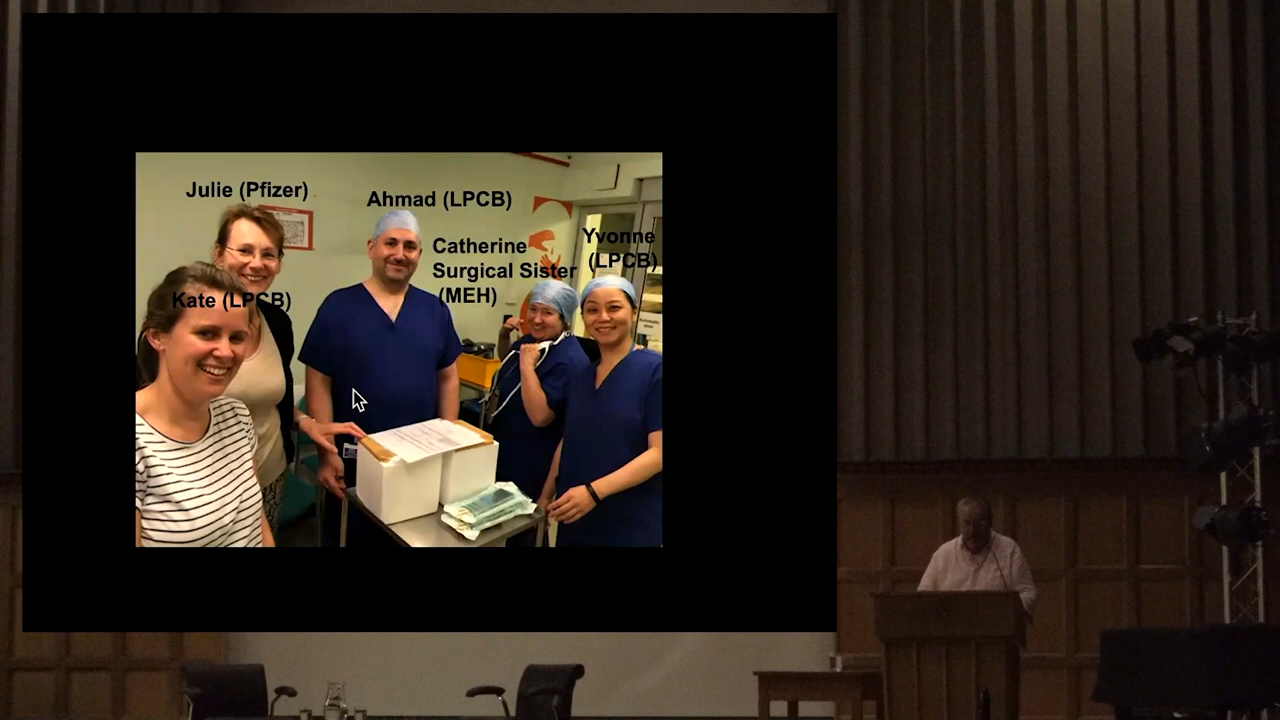 Julie (Pfizer)
Ahmad (LPCB)
Catherine
Surgical Sister
(MEH)
Yvonne
(LPCB)
Kate (LPCB)